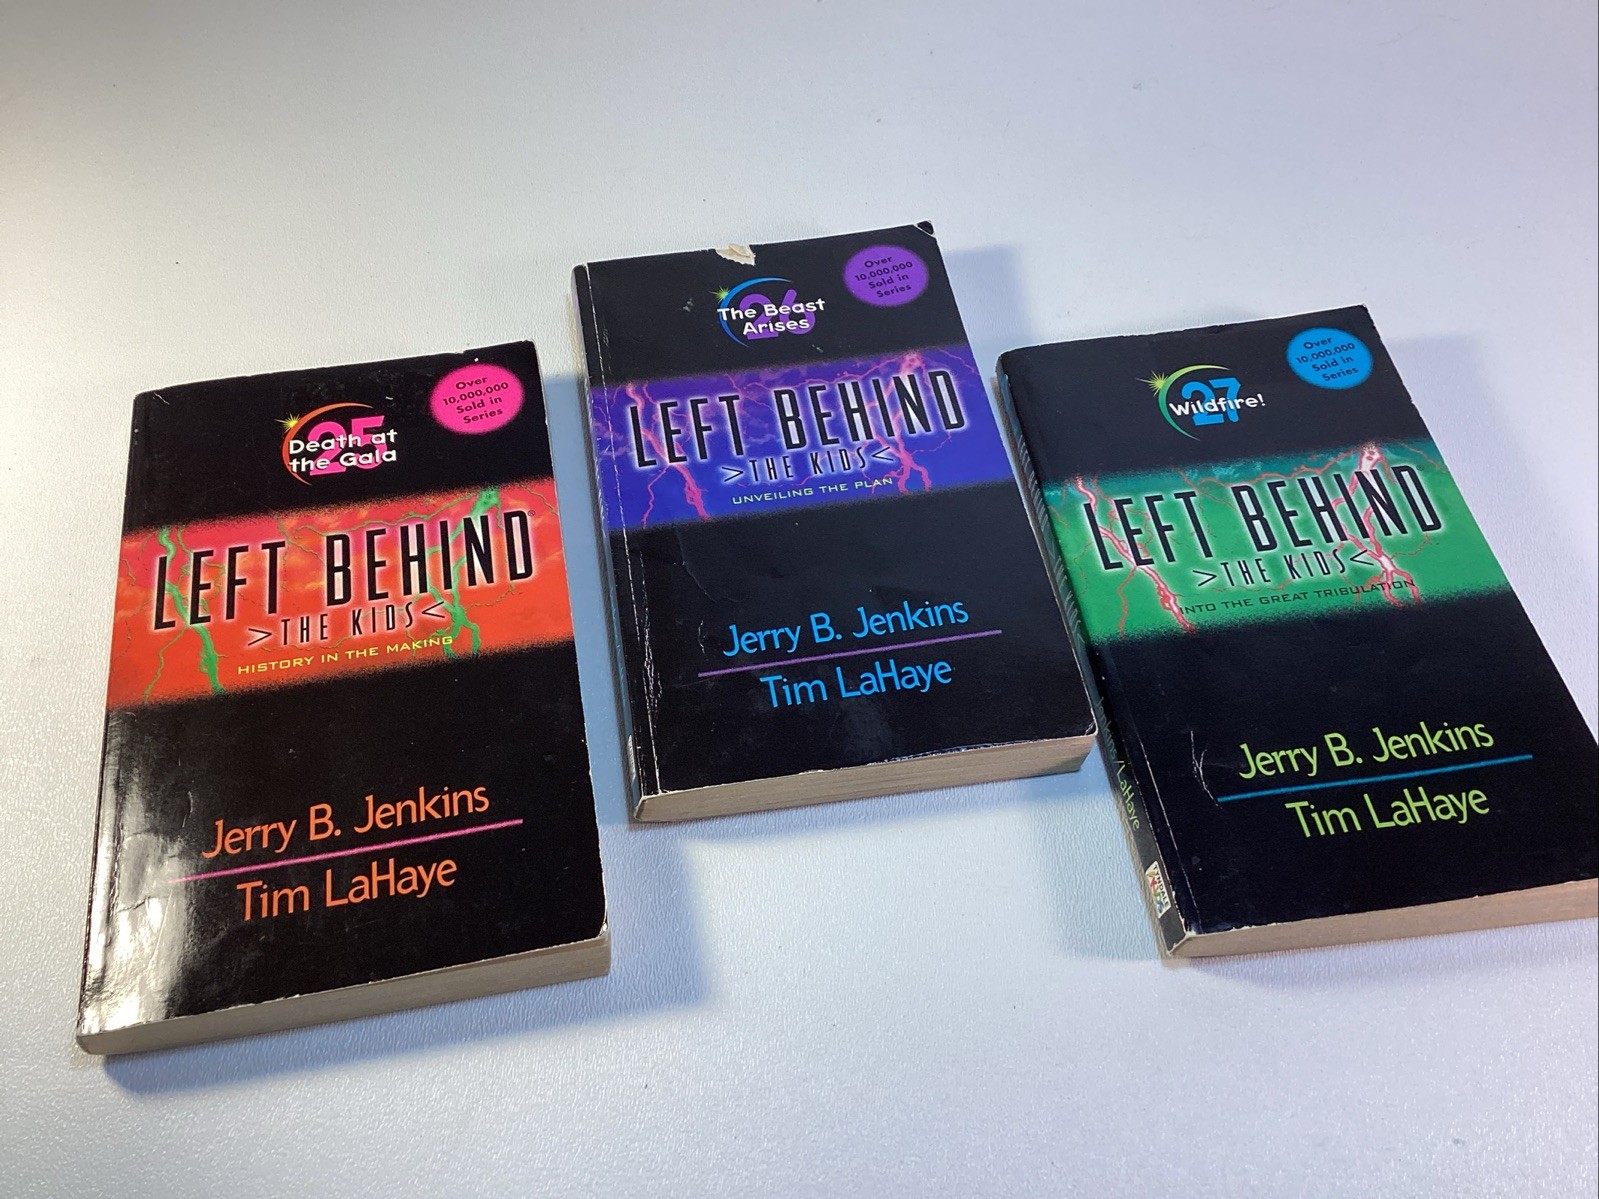 25
Death at
the Gala
Over
10,000,000
Sold in
Series
LEFT BEHIND®
>THE KIDS<
HISTORY IN THE MAKING
Jerry B. Jenkins
Tim LaHaye
26
The Beast
Arises
Over
10,000,000
Sold in
Series
LEFT BEHIND
>THE KIDS<
UNVEILING THE PLAN
Jerry B. Jenkins
Tim LaHaye
27
Wildfire!
Over
10,000,000
Sold in
Series
LEFT BEHIND®
>THE KIDS<
INTO THE GREAT TRIBULATION
Jerry B. Jenkins
Tim LaHaye
LaHaye
TYNDALE